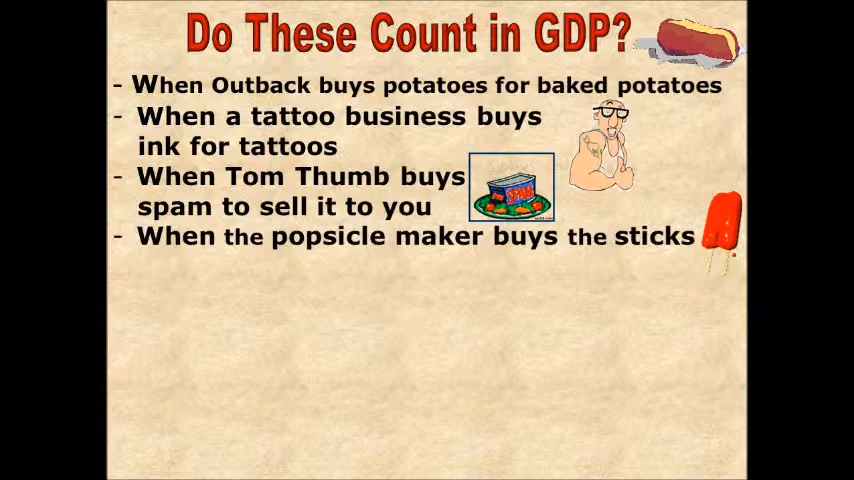 Do These Count in GDP?
- When Outback buys potatoes for baked potatoes
- When a tattoo business buys
ink for tattoos
- When Tom Thumb buys
spam to sell it to you
SPAM
- When the popsicle maker buys the sticks